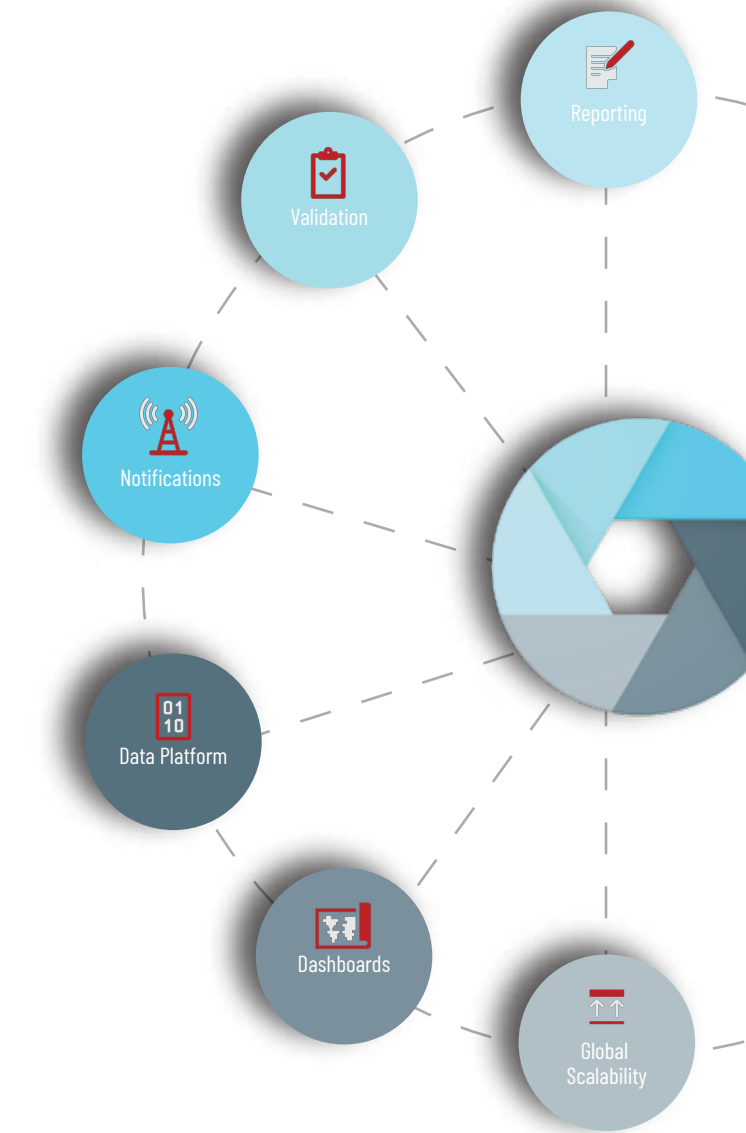 Reporting
Validation
Notifications
01
10
Data Platform
Dashboards
Global
Scalability